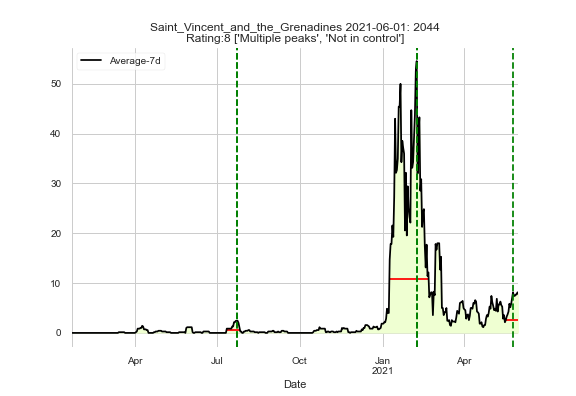 Saint_Vincent_and_the_Grenadines 2021-06-01: 2044
Rating:8 ['Multiple peaks', 'Not in control']
Average-7d
50
40
30
20
10
0
Apr
Jul
Oct
Jan
2021
Apr
Date